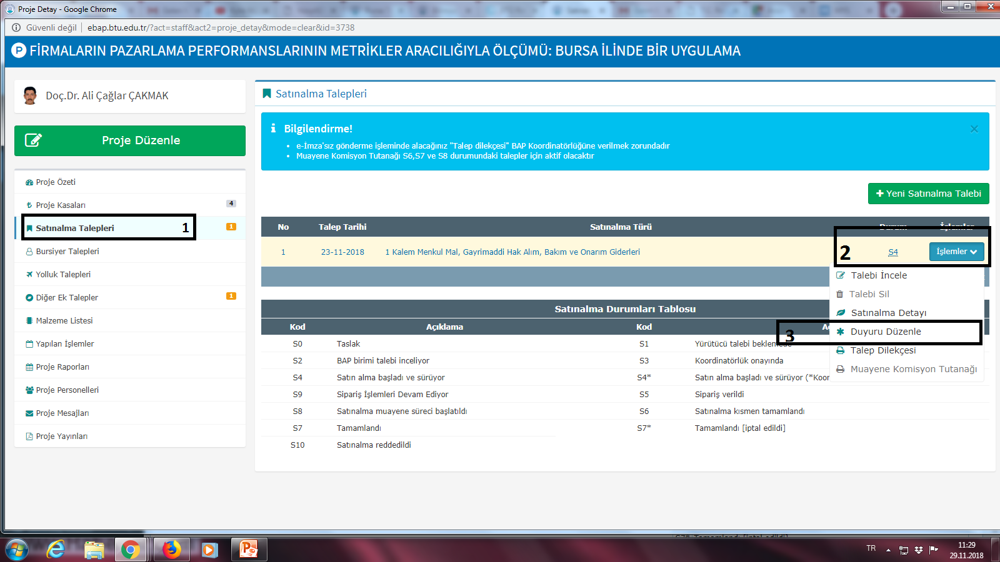 Proje Detay - Google Chrome
Güvenli değil | ebap.btu.edu.tr/?act=staff&act2=proje_detay&mode=clear&id=3738
P FİRMALARIN PAZARLAMA PERFORMANSLARININ METRİKLER ARACILIĞIYLA ÖLÇÜMÜ: BURSA İLİNDE BİR UYGULAMA
Doç.Dr. Ali Çağlar ÇAKMAK
Proje Düzenle
Proje Özeti
Proje Kasaları 4
Satınalma Talepleri 1 1
Bursiyer Talepleri
Yolluk Talepleri
Diğer Ek Talepler 1
Malzeme Listesi
Yapılan İşlemler
Proje Raporları
Proje Personelleri
Proje Mesajları
Proje Yayınları
Satınalma Talepleri
Bilgilendirme! ×
• e-İmza'sız gönderme işleminde alacağınız "Talep dilekçesi" BAP Koordinatörlüğüne verilmek zorundadır
• Muayene Komisyon Tutanağı S6,S7 ve S8 durumundaki talepler için aktif olacaktır
Yeni Satınalma Talebi
No Talep Tarihi Satınalma Türü Durum İşlemler
1 23-11-2018 1 Kalem Menkul Mal, Gayrimaddi Hak Alım, Bakım ve Onarım Giderleri 2 S4 İşlemler
Talebi İncele
Talebi Sil
Satınalma Detayı
3 Duyuru Düzenle
Talep Dilekçesi
Muayene Komisyon Tutanağı
Satınalma Durumları Tablosu
Kod Açıklama Kod
S0 Taslak S1 Yürütücü talebi beklemede
S2 BAP birimi talebi inceliyor S3 Koordinatörlük onayında
S4 Satın alma başladı ve sürüyor S4* Satın alma başladı ve sürüyor (*Koor
S9 Sipariş İşlemleri Devam Ediyor S5 Sipariş verildi
S8 Satınalma muayene süreci başlatıldı S6 Satınalma kısmen tamamlandı
S7 Tamamlandı S7* Tamamlandı [iptal edildi]
S10 Satınalma reddedildi
TR
11:29
29.11.2018